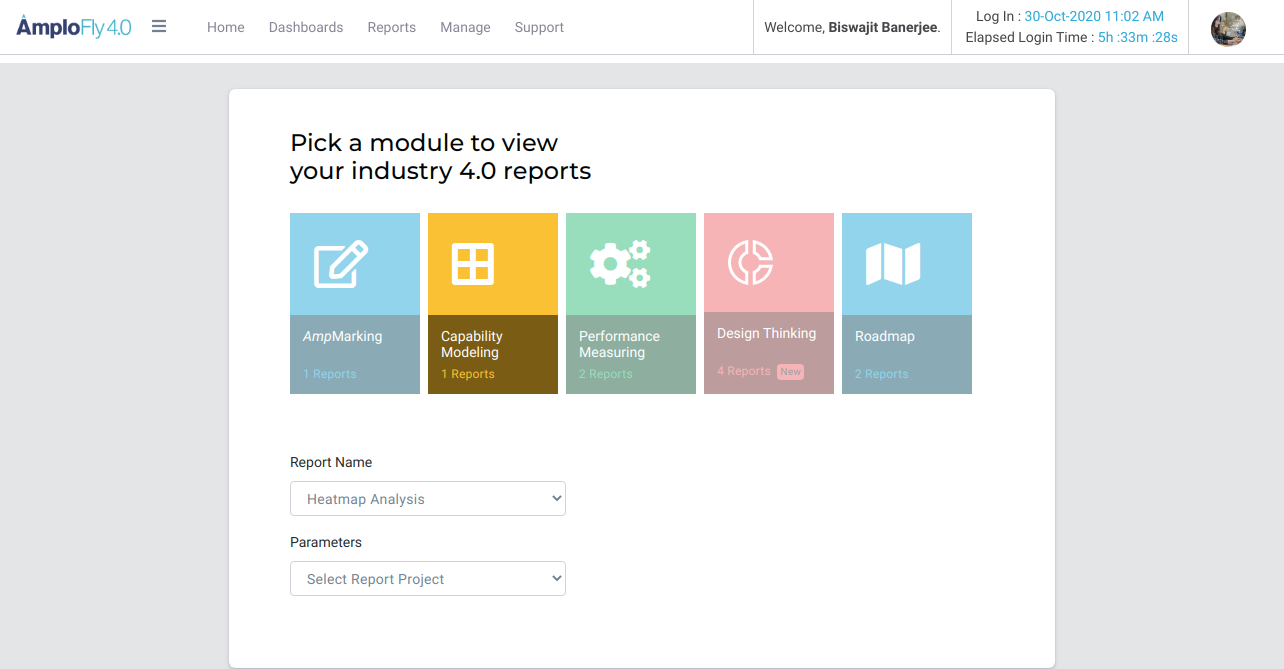 AmploFly 4.0
Home Dashboards Reports Manage Support
Welcome, Biswajit Banerjee.
Log In : 30-Oct-2020 11:02 AM
Elapsed Login Time : 5h :33m :28s
Pick a module to view
your industry 4.0 reports
AmpMarking
1 Reports
Capability
Modeling
1 Reports
Performance
Measuring
2 Reports
Design Thinking
4 Reports New
Roadmap
2 Reports
Report Name
Heatmap Analysis
Parameters
Select Report Project